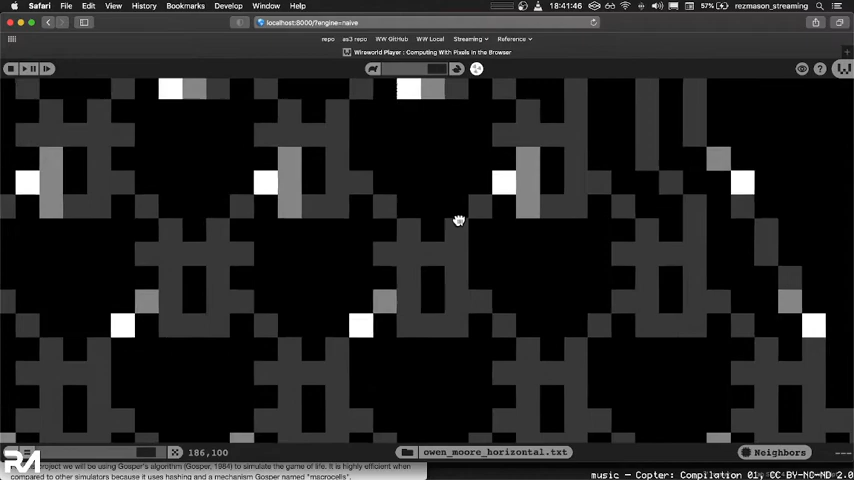 Safari File Edit View History Bookmarks Develop Window Help 57% Fri 18:41:46 rezmason_streaming
localhost:8000/?engine=naive
repo as3 repo WW GitHub WW Local Streaming Reference
Wireworld Player : Computing With Pixels in the Browser
186,100 owen_moore_horizontal.txt Neighbors
project we will be using Gosper's algorithm (Gosper, 1984) to simulate the game of life. It is highly efficient when
compared to other simulators because it uses hashing and a mechanism Gosper named "macrocells".
music - Copter: Compilation 01, CC BY-NC-ND 2.0